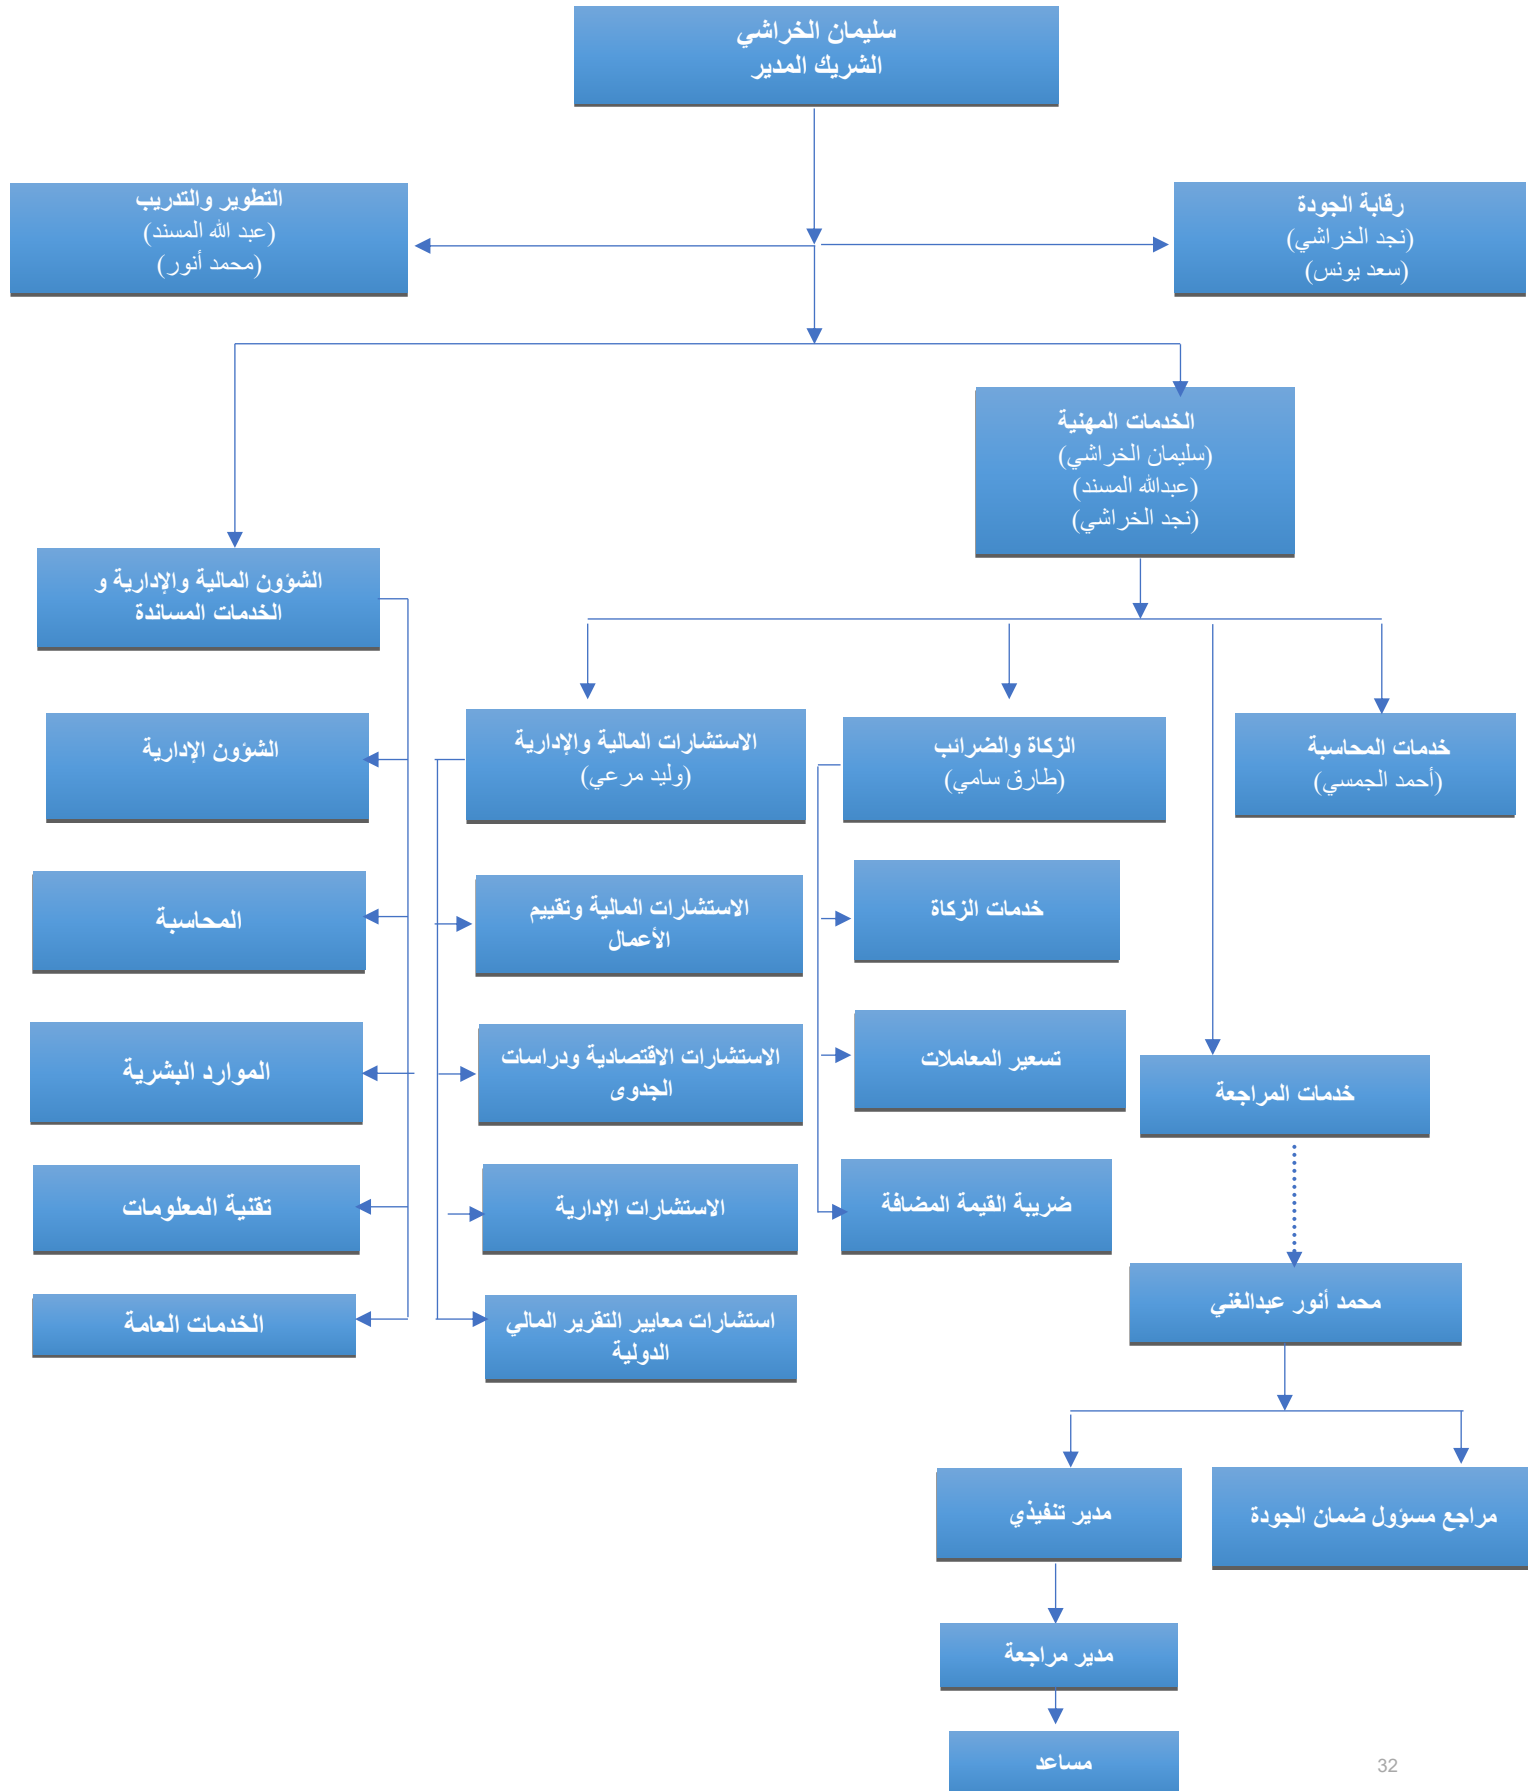 سليمان الخراشي
الشريك المدير
رقابة الجودة
(نجد الخراشي)
(سعد يونس)
التطوير والتدريب
(عبد الله المسند)
(محمد أنور)
الخدمات المهنية
(سليمان الخراشي)
(عبدالله المسند)
(نجد الخراشي)
الشؤون المالية والإدارية و
الخدمات المساندة
خدمات المحاسبة
(أحمد الجمسي)
الزكاة والضرائب
(طارق سامي)
الاستشارات المالية والإدارية
(وليد مرعي)
الشؤون الإدارية
خدمات الزكاة
الاستشارات المالية وتقييم
الأعمال
المحاسبة
خدمات المراجعة
تسعير المعاملات
الاستشارات الاقتصادية ودراسات
الجدوى
الموارد البشرية
ضريبة القيمة المضافة
الاستشارات الإدارية
تقنية المعلومات
محمد أنور عبدالغني
استشارات معايير التقرير المالي
الدولية
الخدمات العامة
مراجع مسؤول ضمان الجودة
مدير تنفيذي
مدير مراجعة
مساعد
32